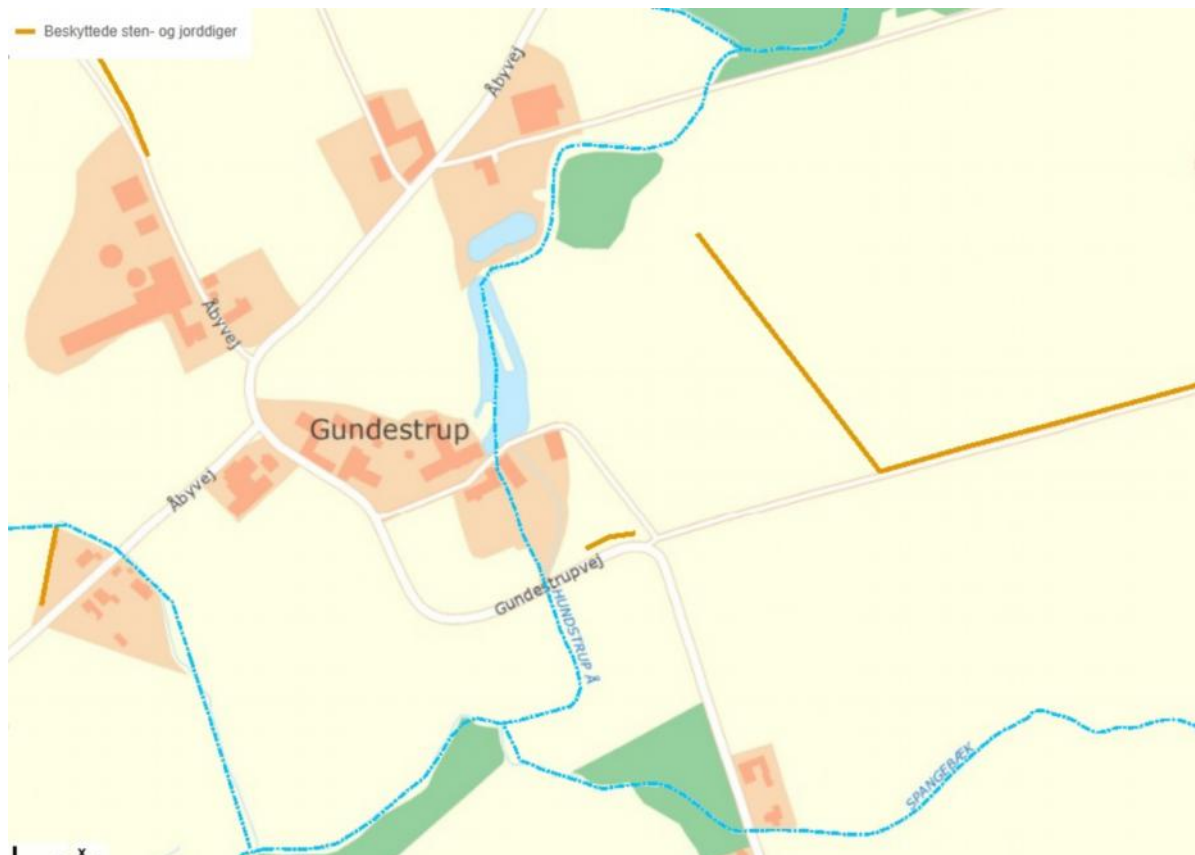 Beskyttede sten- og jorddiger
Åbyvej
Åbyvej
Gundestrup
Åbyvej
Gundestrupvej
HUNDSTRUP Å
SPANGEBÆK